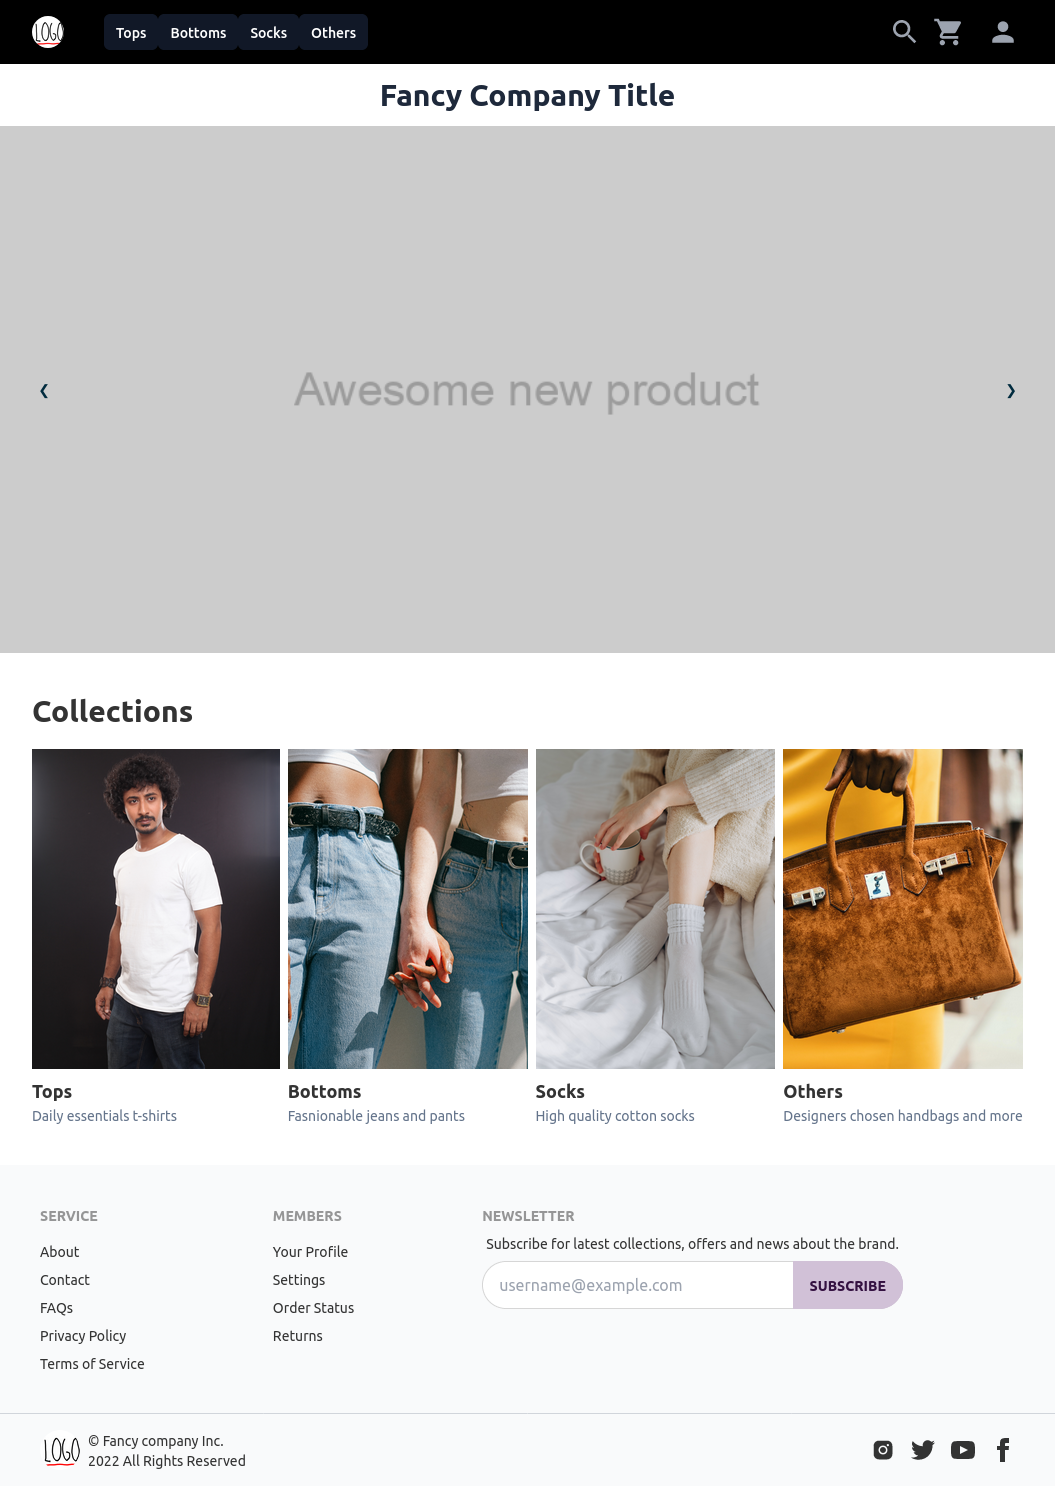 LOGO
Tops Bottoms Socks Others
Fancy Company Title
❮ ❯
Awesome new product
Collections
Tops
Daily essentials t-shirts
Bottoms
Fasnionable jeans and pants
Socks
High quality cotton socks
Others
Designers chosen handbags and more
SERVICE
About
Contact
FAQs
Privacy Policy
Terms of Service
MEMBERS
Your Profile
Settings
Order Status
Returns
NEWSLETTER
Subscribe for latest collections, offers and news about the brand.
username@example.com SUBSCRIBE
LOGO
© Fancy company Inc.
2022 All Rights Reserved